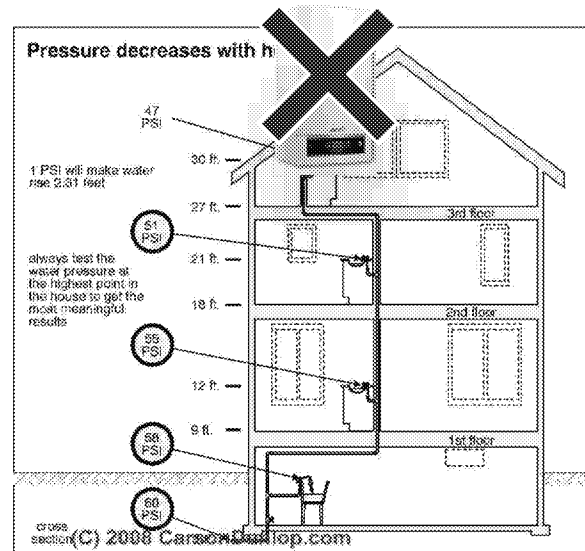 Pressure decreases with h
47
PSI
30 ft.
1 PSI will make water
rise 2.31 feet
27 ft.
3rd floor
51
PSI
21 ft.
always test the
water pressure at
the highest point in
the house to get the
most meaningful
results
18 ft.
2nd floor
55
PSI
12 ft.
9 ft.
1st floor
58
PSI
60
PSI
cross
section
(C) 2008 CarsonDunlop.com